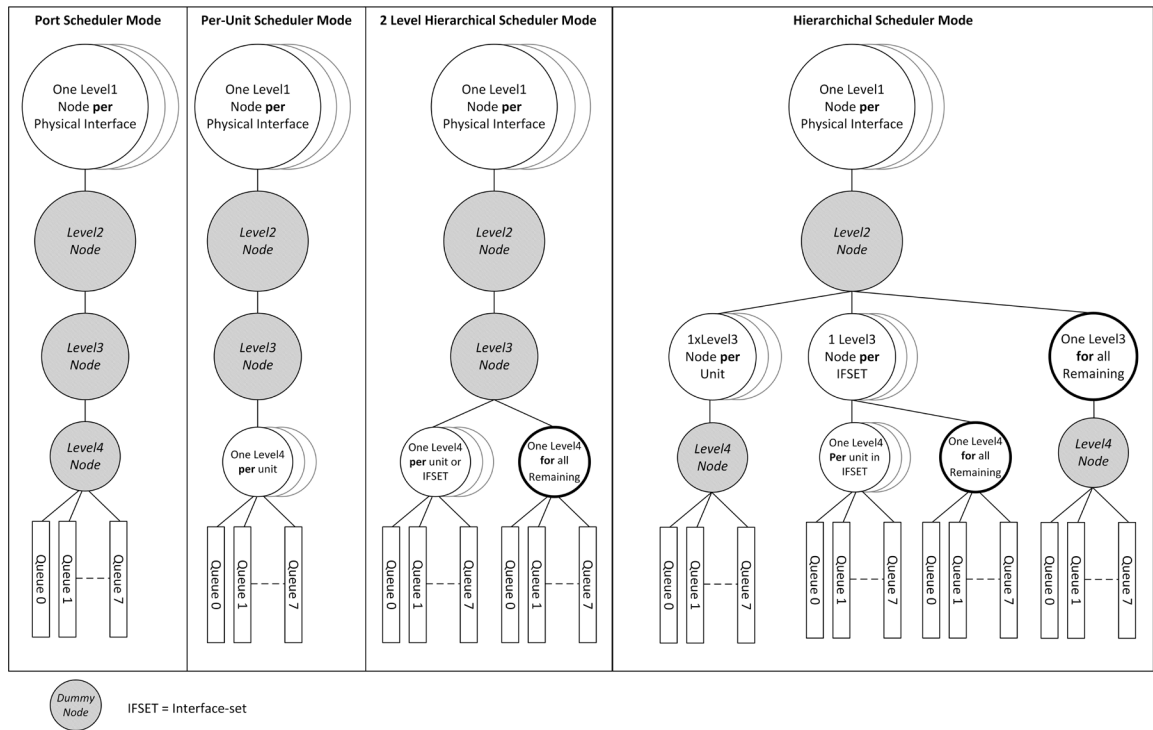 Port Scheduler Mode
One Level1
Node per
Physical Interface
Level2
Node
Level3
Node
Level4
Node
Queue 0
Queue 1
Queue 7
Per-Unit Scheduler Mode
One Level1
Node per
Physical Interface
Level2
Node
Level3
Node
One Level4
per unit
Queue 0
Queue 1
Queue 7
2 Level Hierarchical Scheduler Mode
One Level1
Node per
Physical Interface
Level2
Node
Level3
Node
One Level4
per unit or
IFSET
One Level4
for all
Remaining
Queue 0
Queue 1
Queue 7
Queue 0
Queue 1
Queue 7
Hierarchichal Scheduler Mode
One Level1
Node per
Physical Interface
Level2
Node
1xLevel3
Node per
Unit
1 Level3
Node per
IFSET
One Level3
for all
Remaining
Level4
Node
One Level4
Per unit in
IFSET
One Level4
for all
Remaining
Level4
Node
Queue 0
Queue 1
Queue 7
Queue 0
Queue 1
Queue 7
Queue 0
Queue 1
Queue 7
Queue 0
Queue 1
Queue 7
Dummy
Node
IFSET = Interface-set